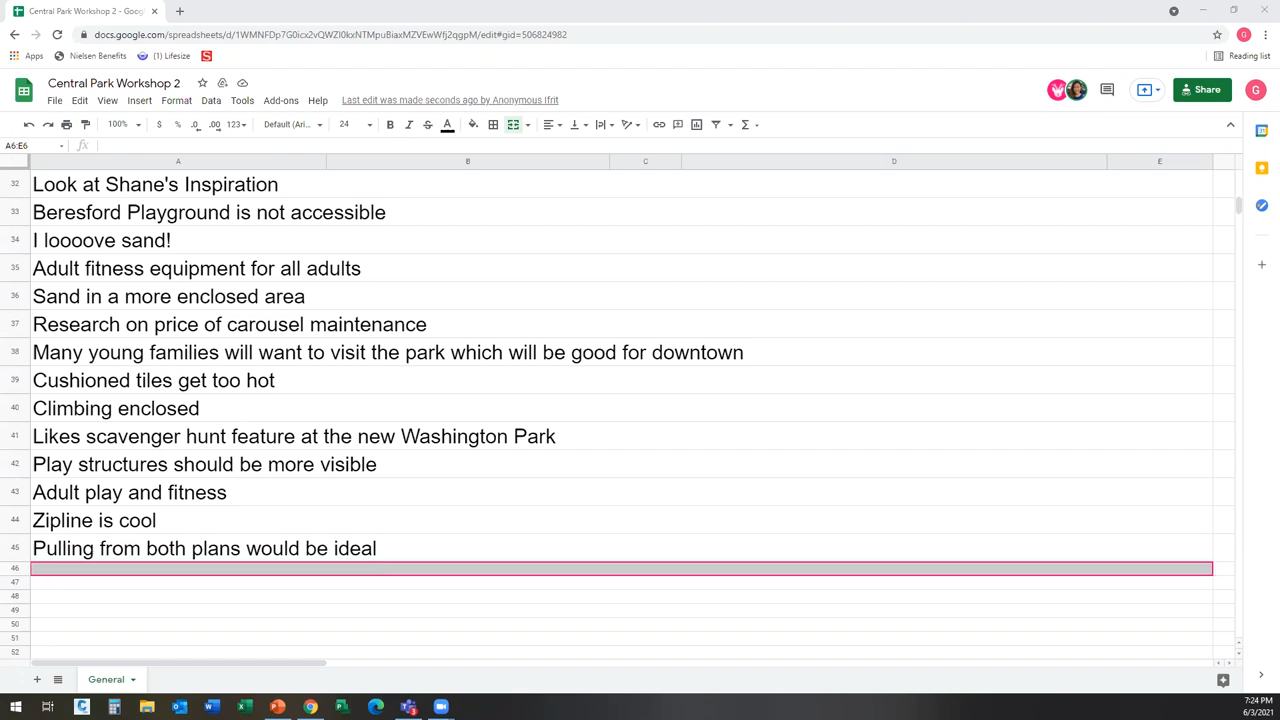 Central Park Workshop 2 - Goog
docs.google.com/spreadsheets/d/1WMNFDp7G0icx2vQWZl0kxNTMpuBiaxMZVEwWfj2qgpM/edit#gid=506824982
G
Apps
Nielsen Benefits
(1) Lifesize
S
Reading list
Central Park Workshop 2
File Edit View Insert Format Data Tools Add-ons Help Last edit was made seconds ago by Anonymous Ifrit
Share
G
100% $ % .0 .00 123 Default (Ari... 24 B I S A
A6:E6 fx
A B C D E
32 Look at Shane's Inspiration
33 Beresford Playground is not accessible
34 I loooove sand!
35 Adult fitness equipment for all adults
36 Sand in a more enclosed area
37 Research on price of carousel maintenance
38 Many young families will want to visit the park which will be good for downtown
39 Cushioned tiles get too hot
40 Climbing enclosed
41 Likes scavenger hunt feature at the new Washington Park
42 Play structures should be more visible
43 Adult play and fitness
44 Zipline is cool
45 Pulling from both plans would be ideal
46
47
48
49
50
51
52
General
7:24 PM
6/3/2021